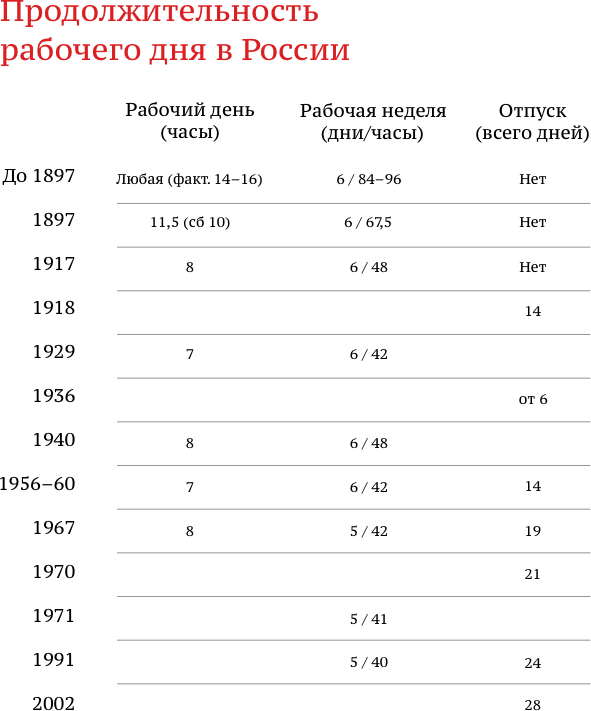 Продолжительность
рабочего дня в России
Рабочий день Рабочая неделя Отпуск
(часы) (дни/часы) (всего дней)
До 1897 Любая (факт. 14–16) 6 / 84–96 Нет
1897 11,5 (сб 10) 6 / 67,5 Нет
1917 8 6 / 48 Нет
1918 14
1929 7 6 / 42
1936 от 6
1940 8 6 / 48
1956–60 7 6 / 42 14
1967 8 5 / 42 19
1970 21
1971 5 / 41
1991 5 / 40 24
2002 28